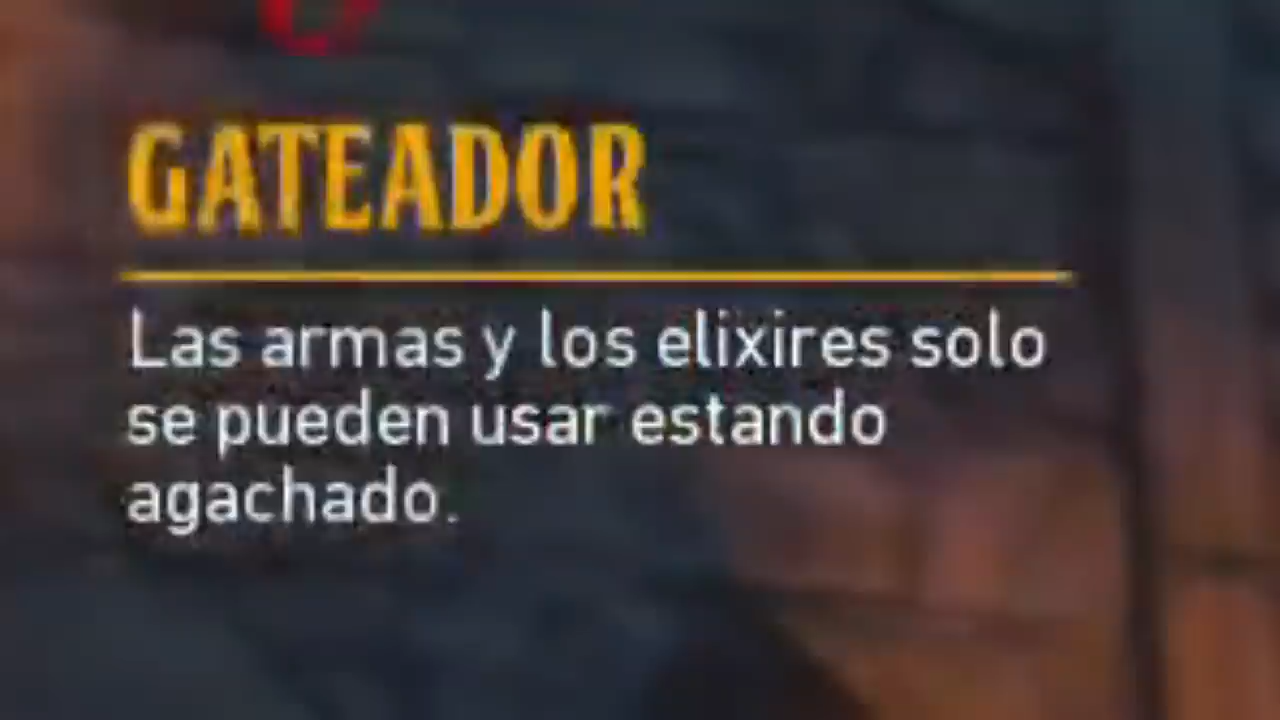 GATEADOR
Las armas y los elixires solo
se pueden usar estando
agachado.